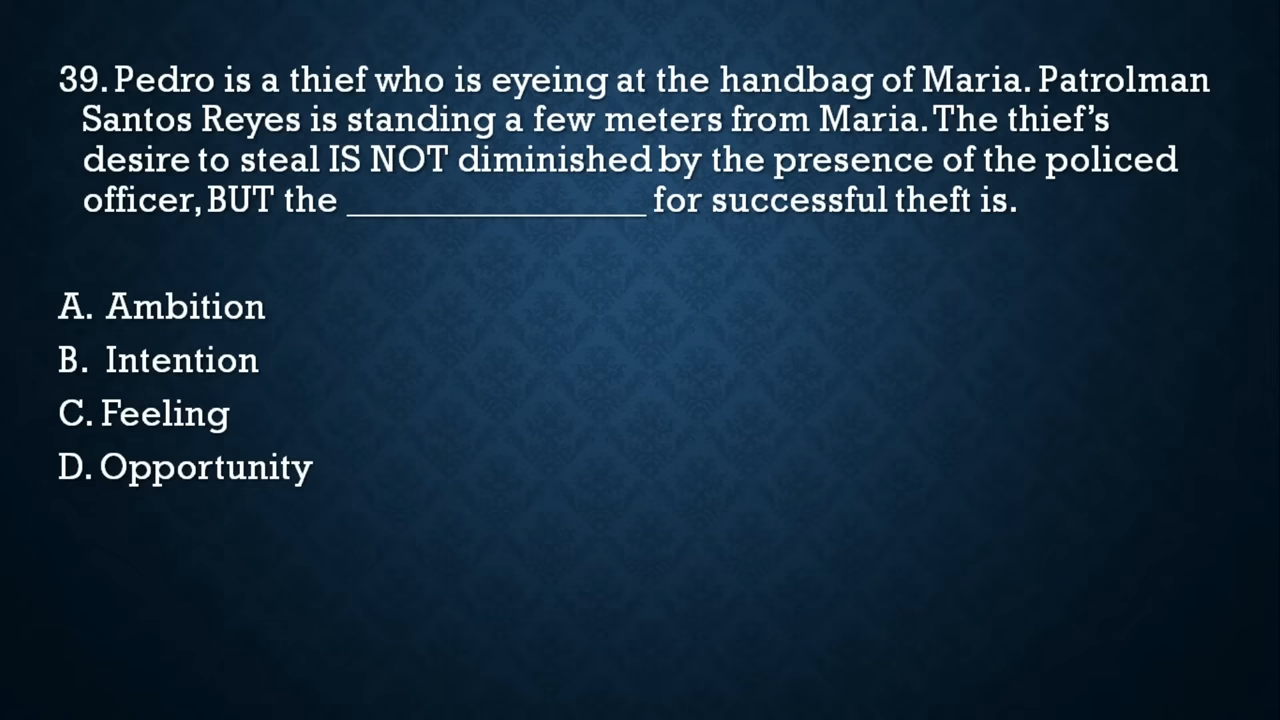 39. Pedro is a thief who is eyeing at the handbag of Maria. Patrolman
Santos Reyes is standing a few meters from Maria. The thief’s
desire to steal IS NOT diminished by the presence of the policed
officer, BUT the ________________ for successful theft is.
A. Ambition
B. Intention
C. Feeling
D. Opportunity